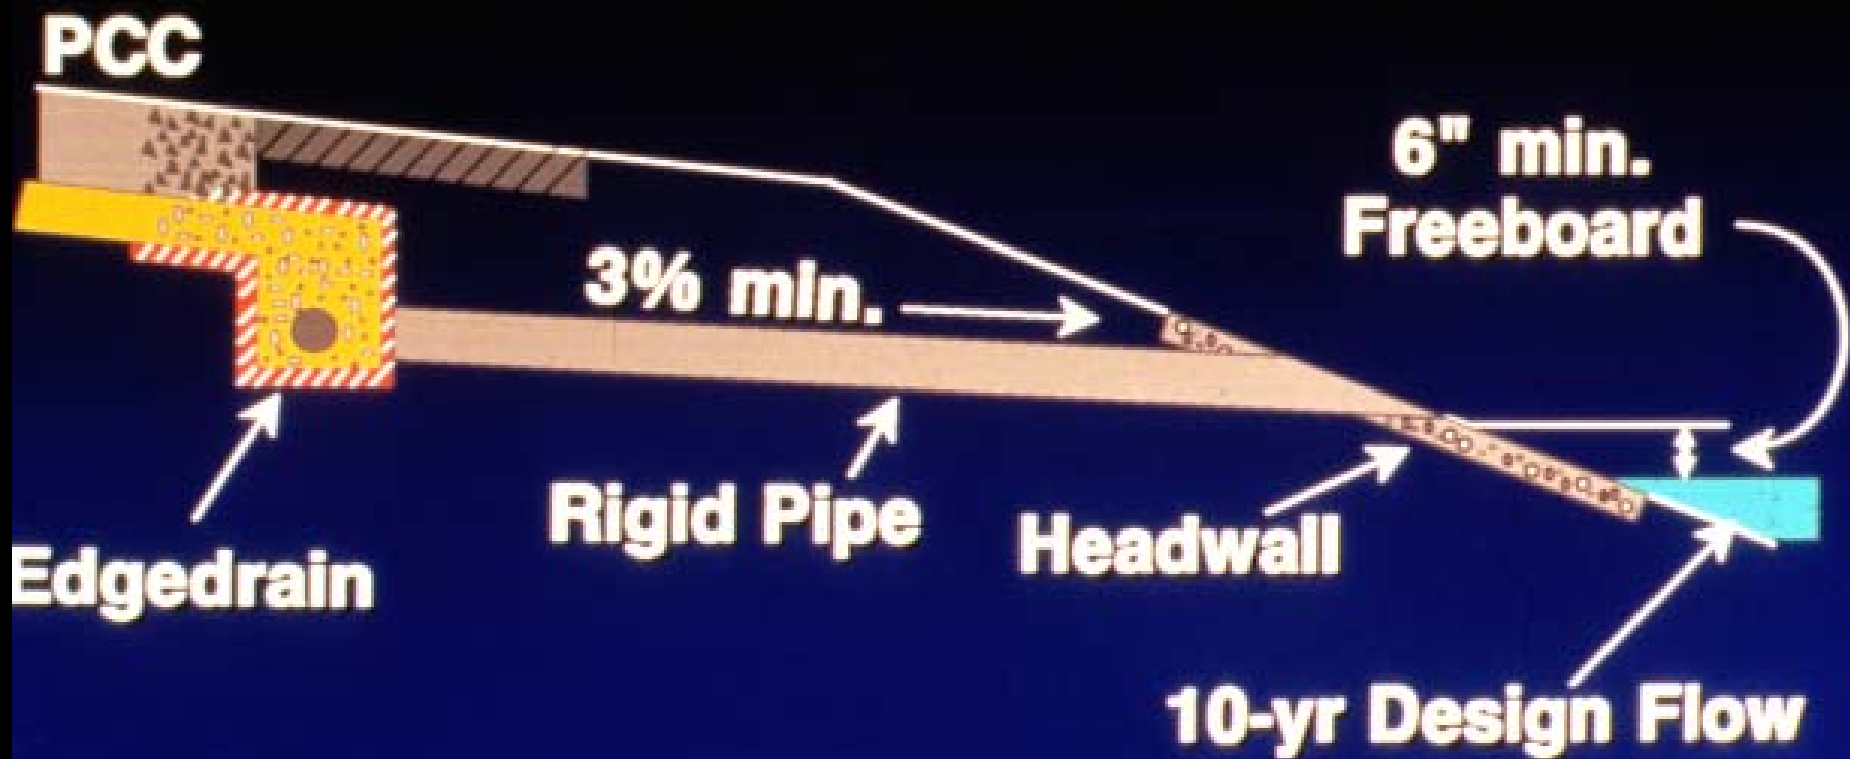 PCC
6" min.
Freeboard
3% min.
Rigid Pipe
Headwall
Edgedrain
10-yr Design Flow